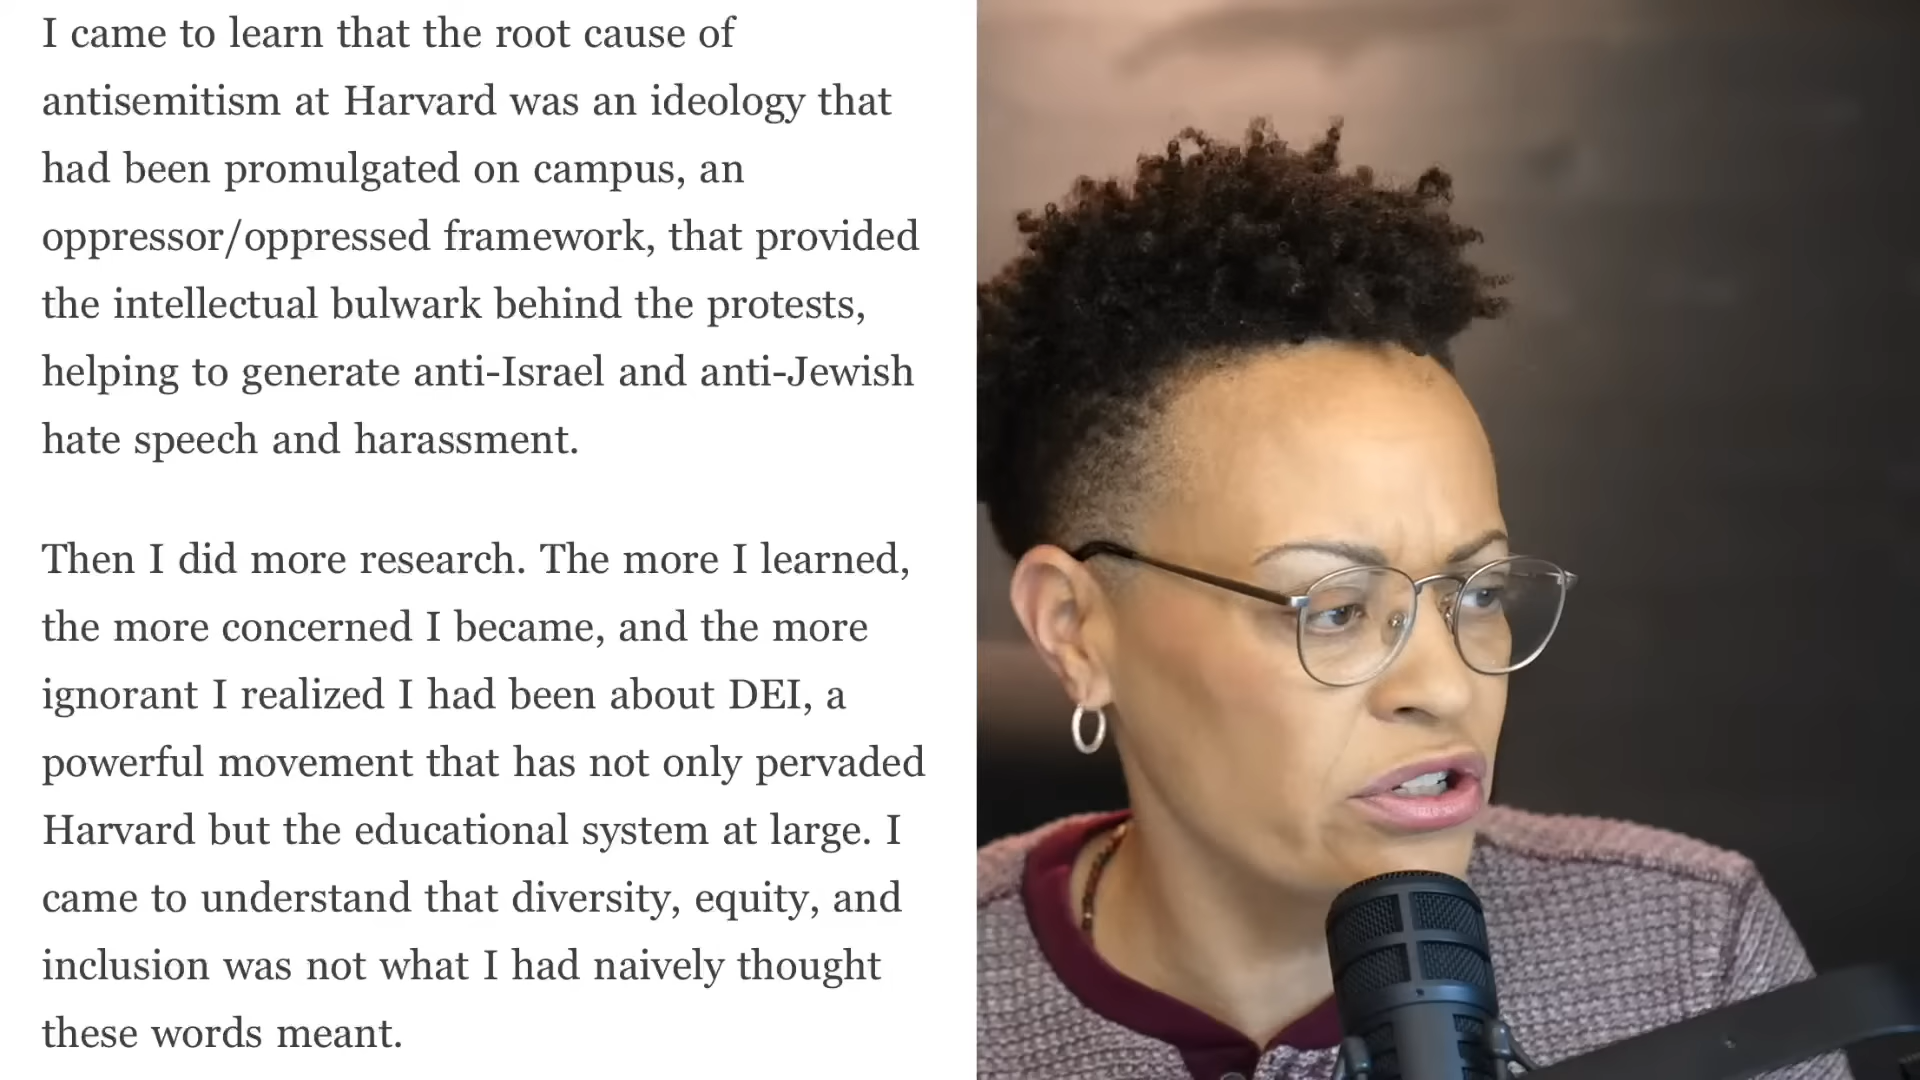 I came to learn that the root cause of
antisemitism at Harvard was an ideology that
had been promulgated on campus, an
oppressor/oppressed framework, that provided
the intellectual bulwark behind the protests,
helping to generate anti-Israel and anti-Jewish
hate speech and harassment.
Then I did more research. The more I learned,
the more concerned I became, and the more
ignorant I realized I had been about DEI, a
powerful movement that has not only pervaded
Harvard but the educational system at large. I
came to understand that diversity, equity, and
inclusion was not what I had naively thought
these words meant.